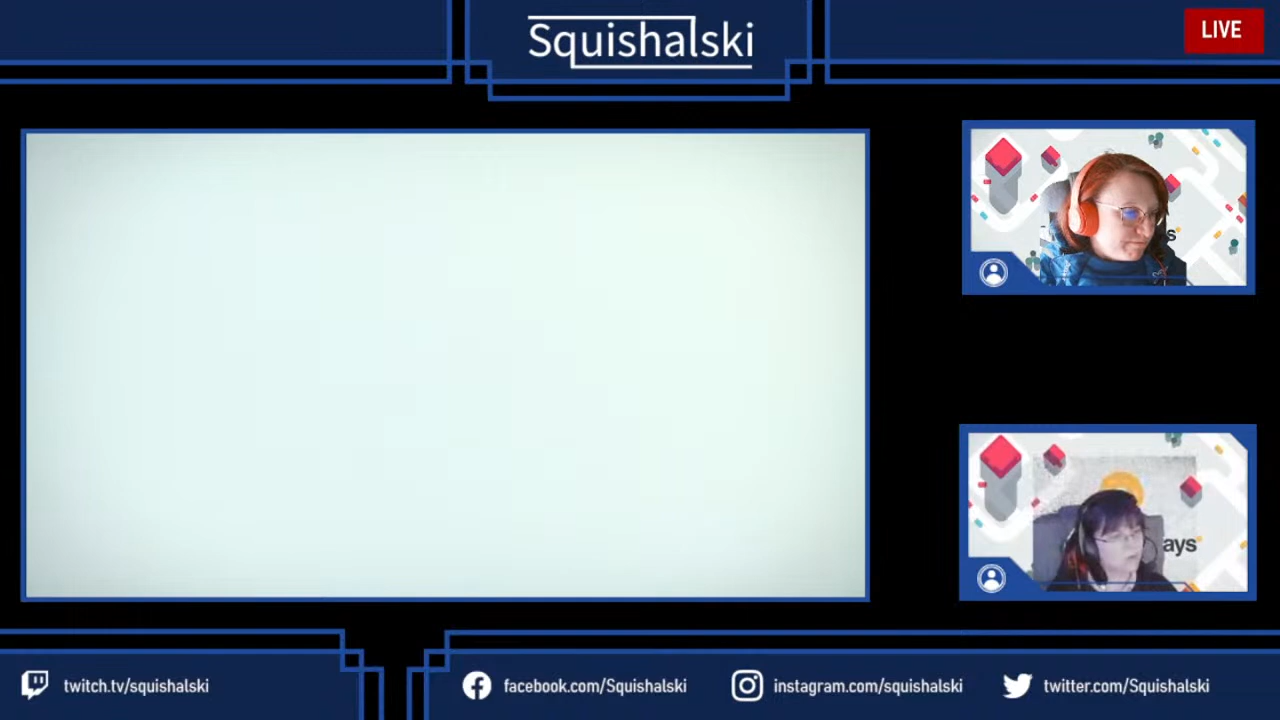 Squishalski
LIVE
s
ays
twitch.tv/squishalski
facebook.com/Squishalski
instagram.com/squishalski
twitter.com/Squishalski